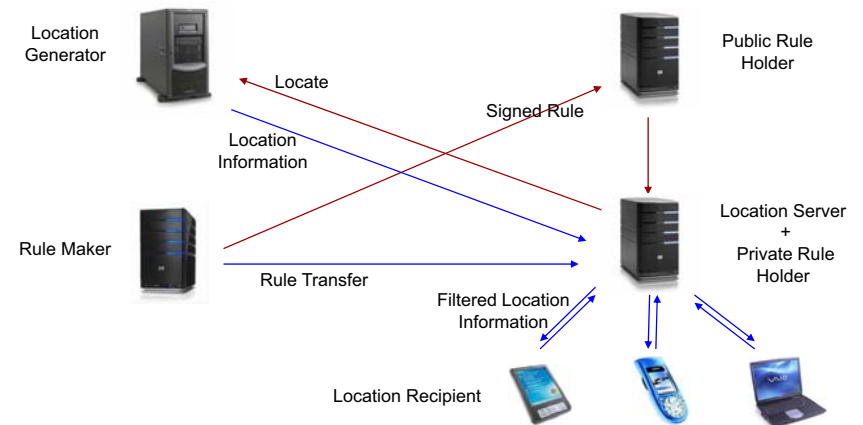 Location
Generator
Public Rule
Holder
Locate
Signed Rule
Location
Information
Rule Maker
Location Server
+
Private Rule
Holder
Rule Transfer
Filtered Location
Information
Location Recipient
VAIO